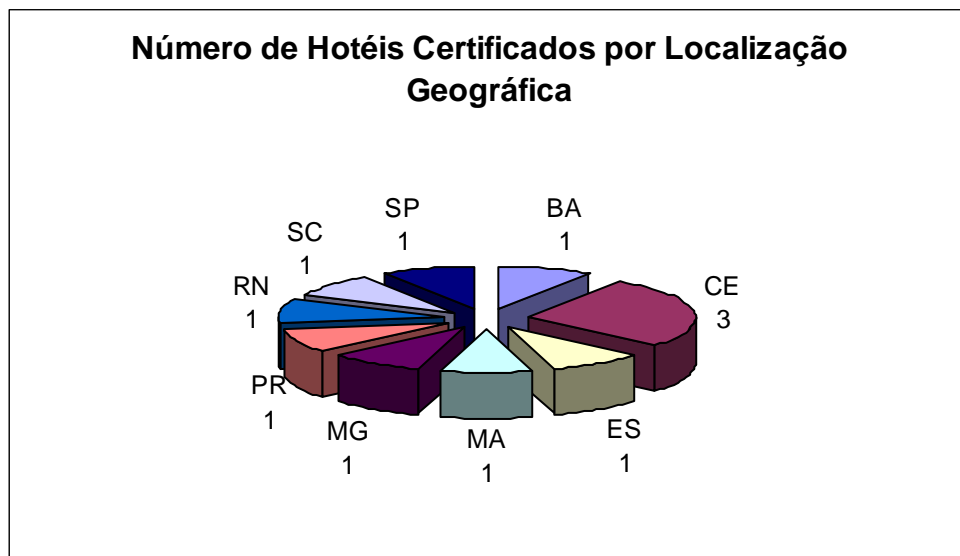 Número de Hotéis Certificados por Localização
Geográfica
SP
1
BA
1
SC
1
RN
1
CE
3
PR
1
MG
1
MA
1
ES
1